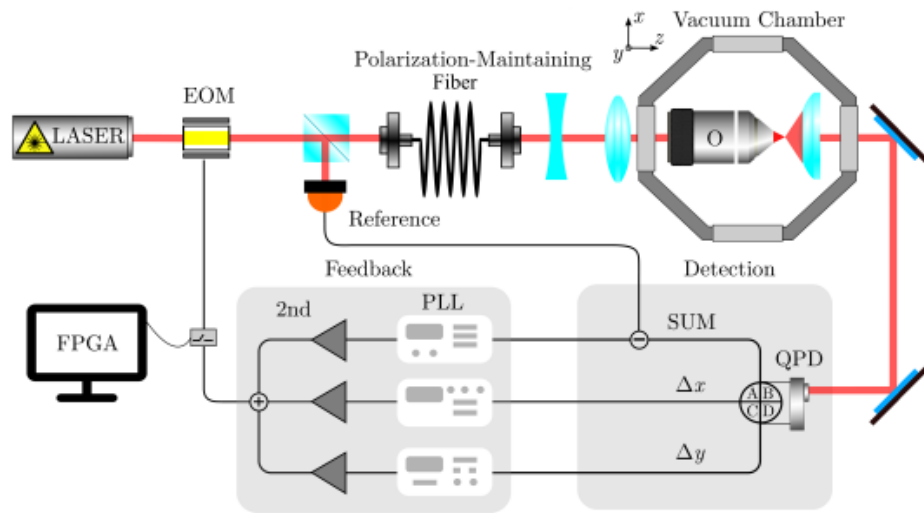 x
y
z
Vacuum Chamber
Polarization-Maintaining
Fiber
EOM
LASER
O
Reference
Feedback
Detection
2nd
PLL
SUM
FPGA
QPD
Δx
A B
C D
Δy